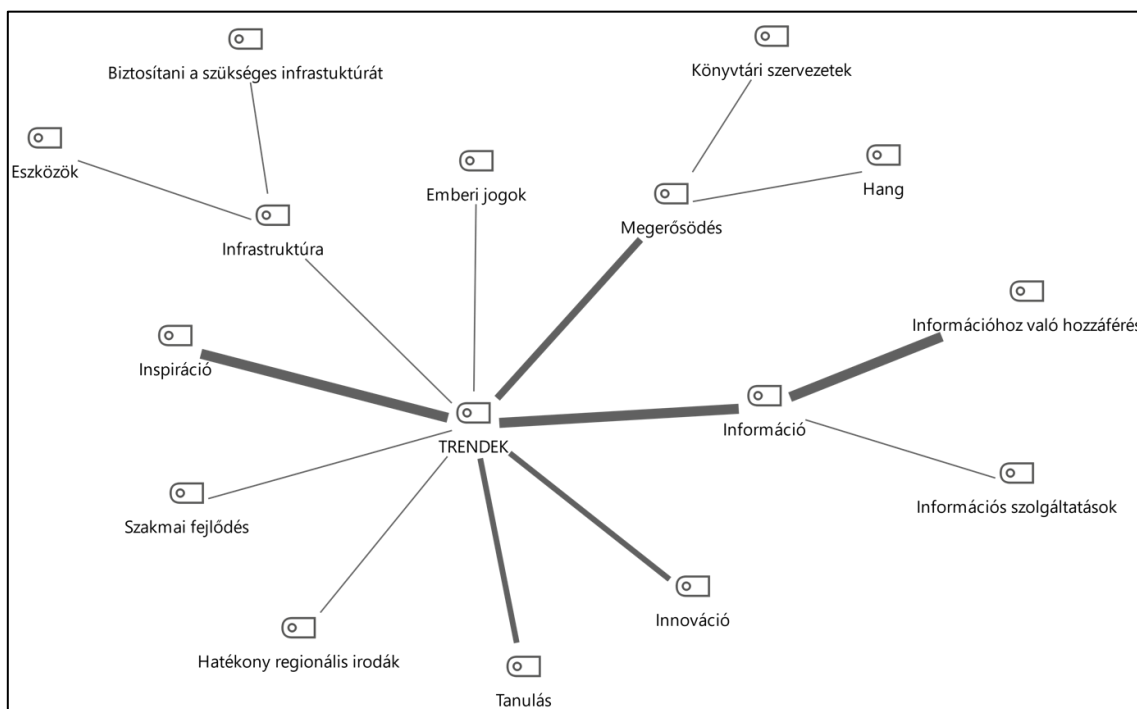 Biztosítani a szükséges infrastuktúrát
Könyvtári szervezetek
Eszközök
Emberi jogok
Hang
Megerősödés
Infrastruktúra
Információhoz való hozzáférés
Inspiráció
Információ
TRENDEK
Információs szolgáltatások
Szakmai fejlődés
Innováció
Hatékony regionális irodák
Tanulás